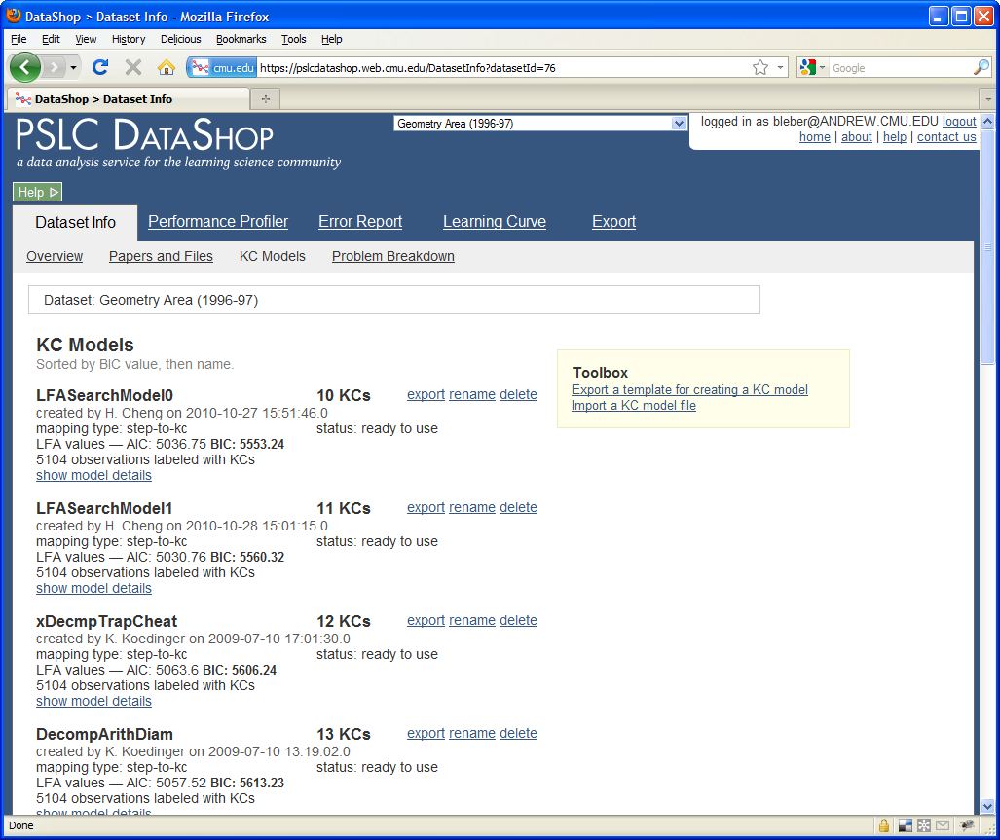 DataShop > Dataset Info - Mozilla Firefox
File Edit View History Delicious Bookmarks Tools Help
cmu.edu https://pslcdatashop.web.cmu.edu/DatasetInfo?datasetId=76 Google
DataShop > Dataset Info
PSLC DATASHOP
a data analysis service for the learning science community
Geometry Area (1996-97)
logged in as bleber@ANDREW.CMU.EDU logout
home | about | help | contact us
Help
Dataset Info Performance Profiler Error Report Learning Curve Export
Overview Papers and Files KC Models Problem Breakdown
Dataset: Geometry Area (1996-97)
KC Models
Sorted by BIC value, then name.
Toolbox
Export a template for creating a KC model
Import a KC model file
LFASearchModel0 10 KCs export rename delete
created by H. Cheng on 2010-10-27 15:51:46.0
mapping type: step-to-kc status: ready to use
LFA values — AIC: 5036.75 BIC: 5553.24
5104 observations labeled with KCs
show model details
LFASearchModel1 11 KCs export rename delete
created by H. Cheng on 2010-10-28 15:01:15.0
mapping type: step-to-kc status: ready to use
LFA values — AIC: 5030.76 BIC: 5560.32
5104 observations labeled with KCs
show model details
xDecmpTrapCheat 12 KCs export rename delete
created by K. Koedinger on 2009-07-10 17:01:30.0
mapping type: step-to-kc status: ready to use
LFA values — AIC: 5063.6 BIC: 5606.24
5104 observations labeled with KCs
show model details
DecompArithDiam 13 KCs export rename delete
created by K. Koedinger on 2009-07-10 13:19:02.0
mapping type: step-to-kc status: ready to use
LFA values — AIC: 5057.52 BIC: 5613.23
5104 observations labeled with KCs
show model details
Done